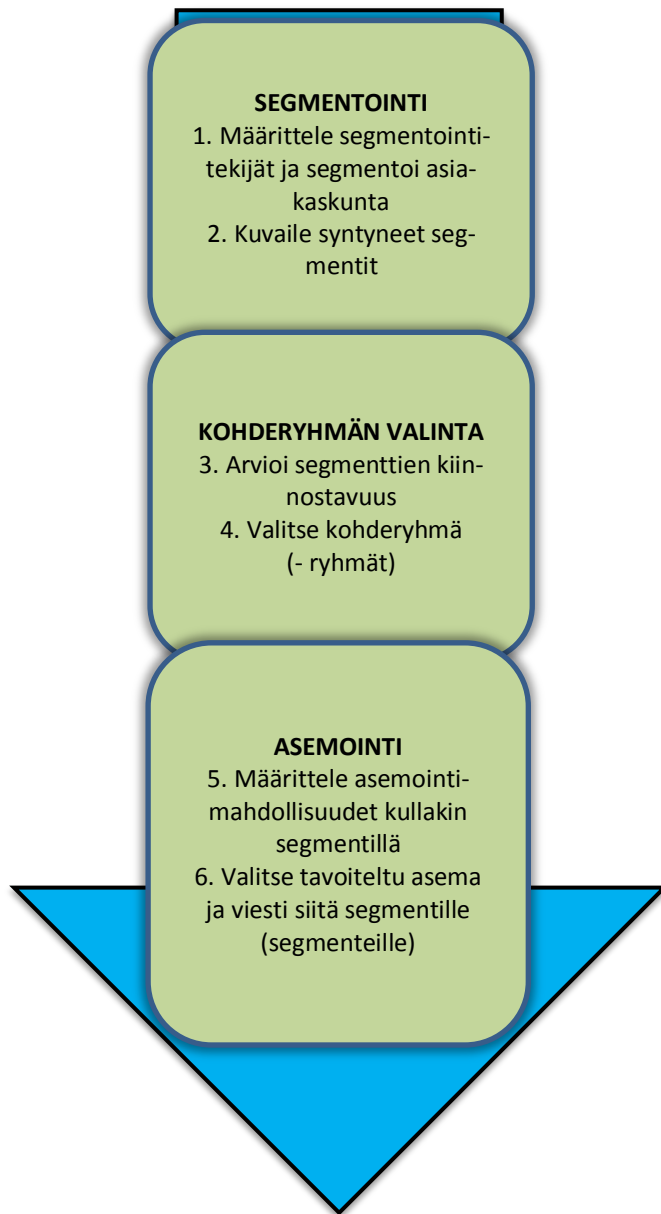 SEGMENTOINTI
1. Määrittele segmentointi-
tekijät ja segmentoi asia-
kaskunta
2. Kuvaile syntyneet seg-
mentit
KOHDERYHMÄN VALINTA
3. Arvioi segmenttien kiin-
nostavuus
4. Valitse kohderyhmä
(- ryhmät)
ASEMOINTI
5. Määrittele asemointi-
mahdollisuudet kullakin
segmentillä
6. Valitse tavoiteltu asema
ja viesti siitä segmentille
(segmenteille)